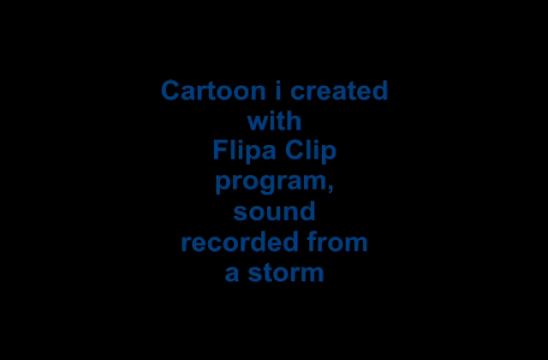 Cartoon i created
with
Flipa Clip
program,
sound
recorded from
a storm